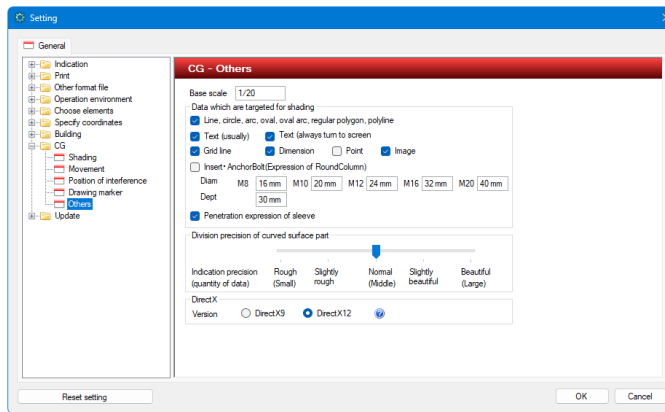 Setting
General
Indication
Print
Other format file
Operation environment
Choose elements
Specify coordinates
Building
CG
Shading
Movement
Position of interference
Drawing marker
Others
Update
CG - Others
Base scale 1/20
Data which are targeted for shading
Line, circle, arc, oval, oval arc, regular polygon, polyline
Text (usually) Text (always turn to screen
Grid line Dimension Point Image
Insert・AnchorBolt(Expression of RoundColumn)
Diam M8 16 mm M10 20 mm M12 24 mm M16 32 mm M20 40 mm
Dept 30 mm
Penetration expression of sleeve
Division precision of curved surface part
Indication precision Rough Slightly Normal Slightly Beautiful
(quantity of data) (Small) rough (Middle) beautiful (Large)
DirectX
Version DirectX9 DirectX12 ?
Reset setting OK Cancel